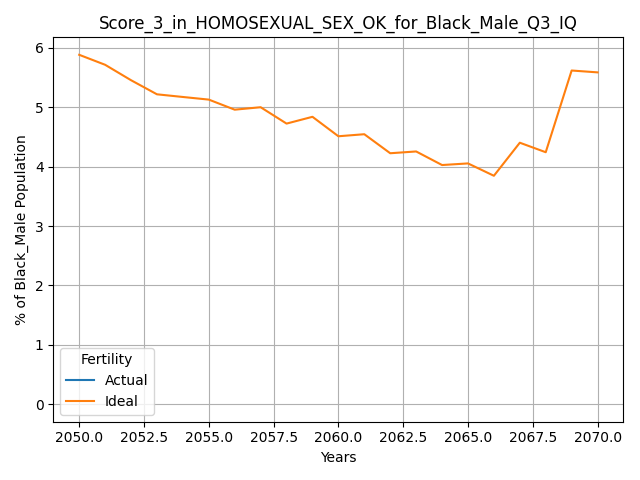 Score_3_in_HOMOSEXUAL_SEX_OK_for_Black_Male_Q3_IQ
% of Black_Male Population
6
5
4
3
2
1
0
Fertility
Actual
Ideal
2050.0 2052.5 2055.0 2057.5 2060.0 2062.5 2065.0 2067.5 2070.0
Years